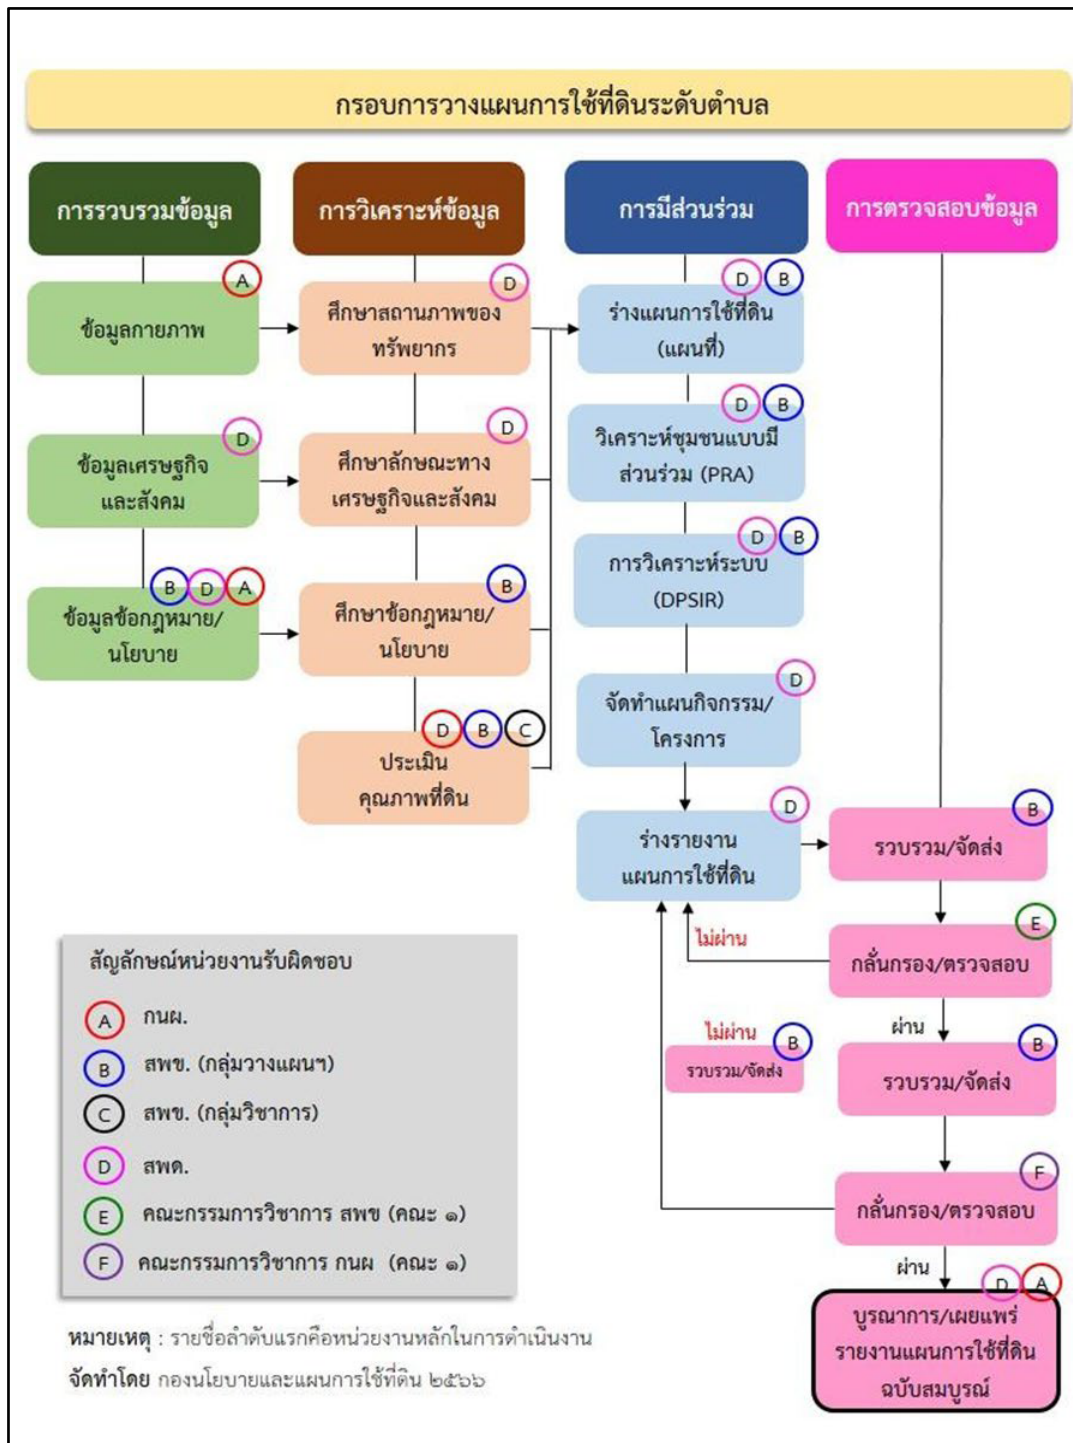 กรอบการวางแผนการใช้ที่ดินระดับตำบล
การรวบรวมข้อมูล
A
ข้อมูลกายภาพ
D
ข้อมูลเศรษฐกิจ
และสังคม
B D A
ข้อมูลข้อกฎหมาย/
นโยบาย
การวิเคราะห์ข้อมูล
D
ศึกษาสถานภาพของ
ทรัพยากร
D
ศึกษาลักษณะทาง
เศรษฐกิจและสังคม
B
ศึกษาข้อกฎหมาย/
นโยบาย
D B C
ประเมิน
คุณภาพที่ดิน
การมีส่วนร่วม
D B
ร่างแผนการใช้ที่ดิน
(แผนที่)
D B
วิเคราะห์ชุมชนแบบมี
ส่วนร่วม (PRA)
D B
การวิเคราะห์ระบบ
(DPSIR)
D
จัดทำแผนกิจกรรม/
โครงการ
D
ร่างรายงาน
แผนการใช้ที่ดิน
การตรวจสอบข้อมูล
B
รวบรวม/จัดส่ง
E
กลั่นกรอง/ตรวจสอบ
ไม่ผ่าน
ผ่าน
B
รวบรวม/จัดส่ง
ไม่ผ่าน
B
รวบรวม/จัดส่ง
F
กลั่นกรอง/ตรวจสอบ
ผ่าน
D A
บูรณาการ/เผยแพร่
รายงานแผนการใช้ที่ดิน
ฉบับสมบูรณ์
สัญลักษณ์หน่วยงานรับผิดชอบ
A กนผ.
B สพข. (กลุ่มวางแผนฯ)
C สพข. (กลุ่มวิชาการ)
D สพด.
E คณะกรรมการวิชาการ สพข (คณะ ๑)
F คณะกรรมการวิชาการ กนผ (คณะ ๑)
หมายเหตุ : รายชื่อลำดับแรกคือหน่วยงานหลักในการดำเนินงาน
จัดทำโดย กองนโยบายและแผนการใช้ที่ดิน ๒๕๖๖